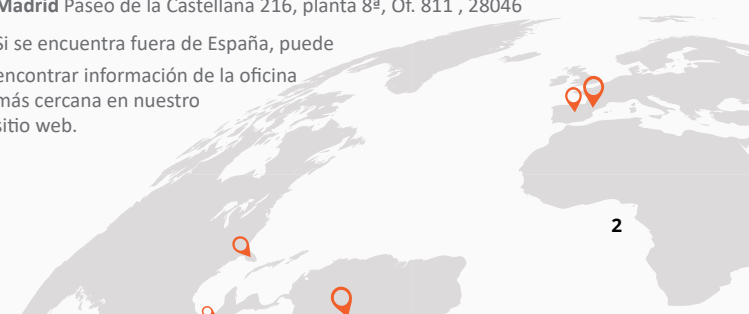 Madrid Paseo de la Castellana 216, planta 8ª, Of. 811 , 28046
Si se encuentra fuera de España, puede
encontrar información de la oficina
más cercana en nuestro
sitio web.
2